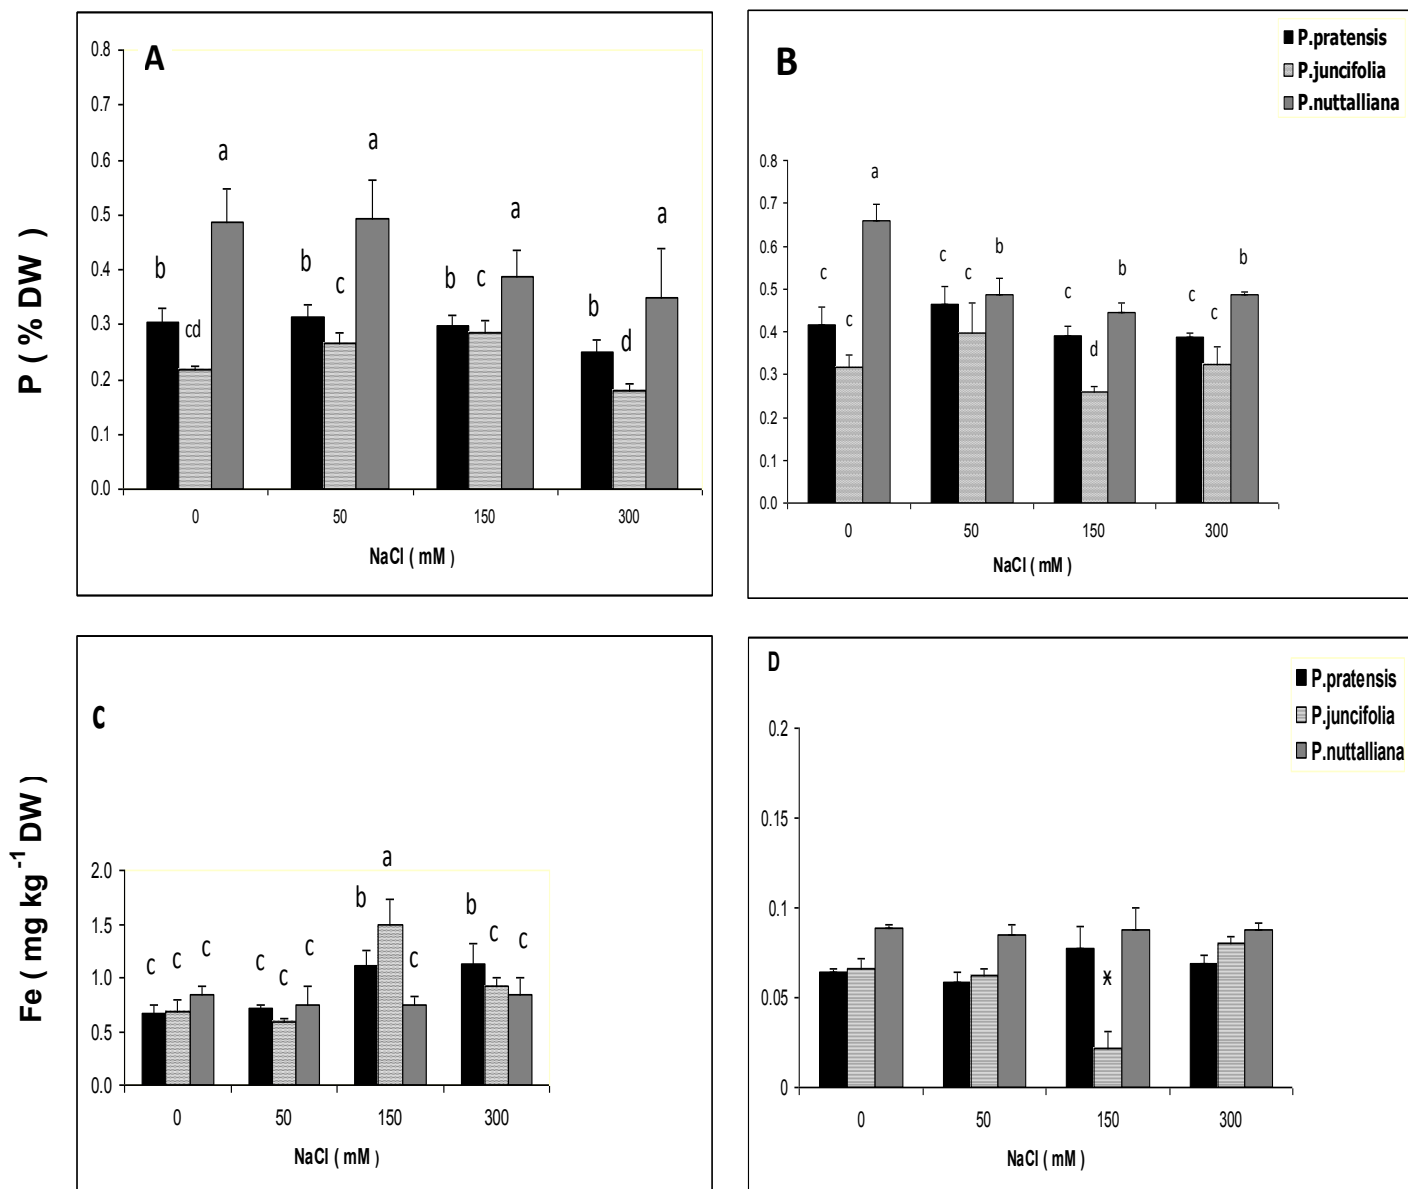 A
P ( % DW )
0.8
0.7
0.6
0.5
0.4
0.3
0.2
0.1
0.0
b cd a b c a b c a b d a
0 50 150 300
NaCl ( mM )
B
P.pratensis
P.juncifolia
P.nuttalliana
0.8
0.7
0.6
0.5
0.4
0.3
0.2
0.1
0.0
c c a c c b c d b c c b
0 50 150 300
NaCl ( mM )
C
Fe ( mg kg -1 DW )
2.0
1.5
1.0
0.5
0.0
c c c c c c b a c b c c
0 50 150 300
NaCl ( mM )
D
P.pratensis
P.juncifolia
P.nuttalliana
0.2
0.15
0.1
0.05
0
*
0 50 150 300
NaCl ( mM )